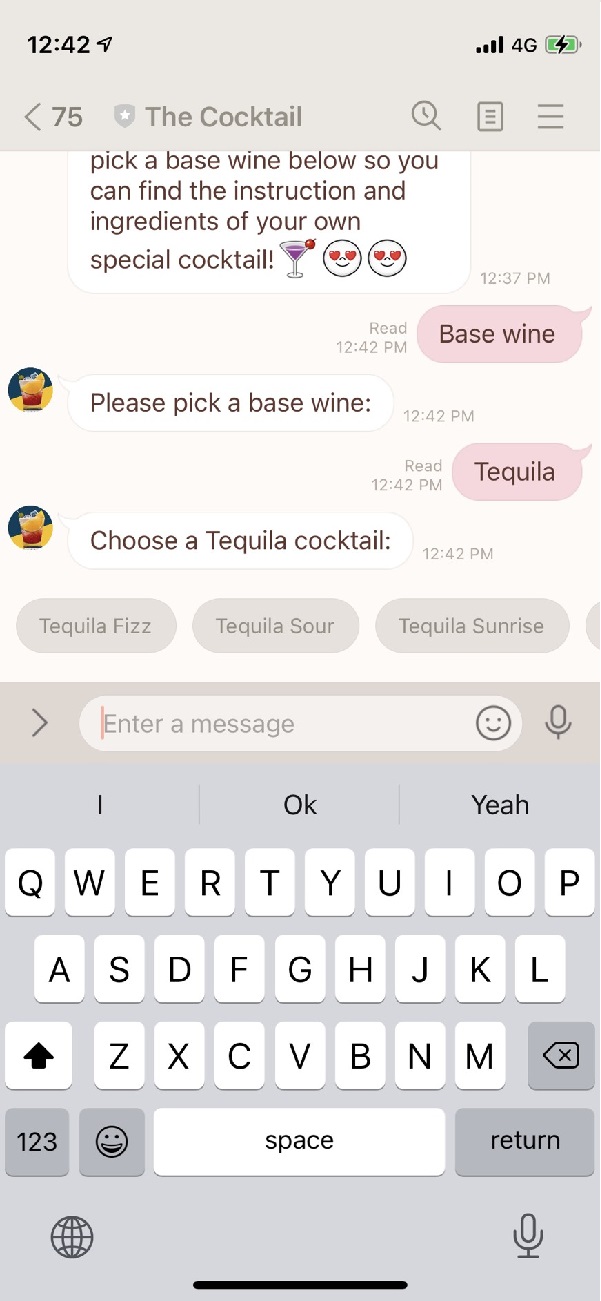 12:42
4G
75
The Cocktail
pick a base wine below so you
can find the instruction and
ingredients of your own
special cocktail!
12:37 PM
Read
12:42 PM
Base wine
Please pick a base wine:
12:42 PM
Read
12:42 PM
Tequila
Choose a Tequila cocktail:
12:42 PM
Tequila Fizz
Tequila Sour
Tequila Sunrise
Enter a message
I
Ok
Yeah
Q W E R T Y U I O P
A S D F G H J K L
Z X C V B N M
123
space
return